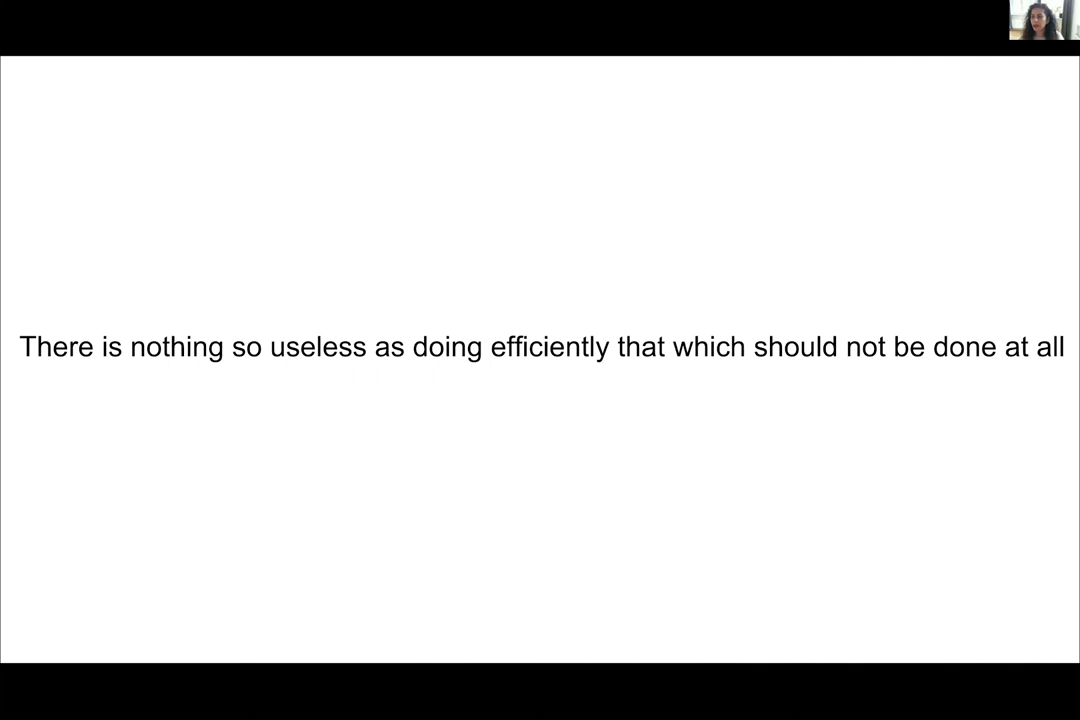 There is nothing so useless as doing efficiently that which should not be done at all